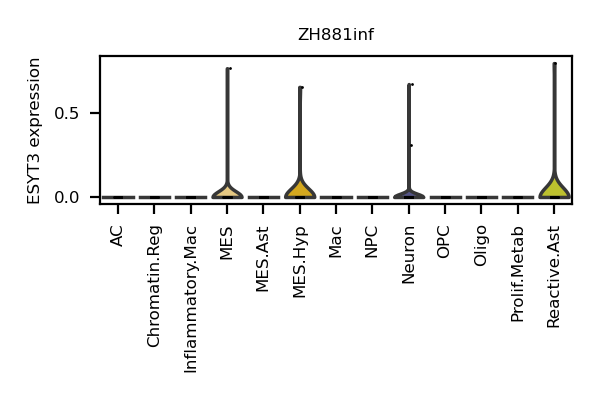 ZH881inf
ESYT3 expression
0.5
0.0
AC
Chromatin.Reg
Inflammatory.Mac
MES
MES.Ast
MES.Hyp
Mac
NPC
Neuron
OPC
Oligo
Prolif.Metab
Reactive.Ast